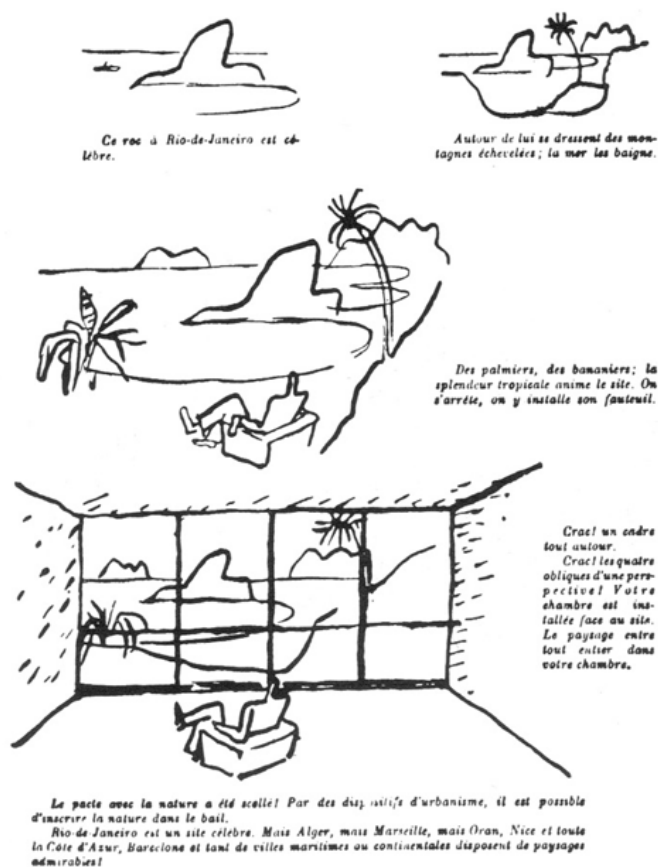 Ce roc à Rio-de-Janeiro est cé-
lèbre.
Autour de lui se dressent des mon-
tagnes échevelées ; la mer les baigne.
Des palmiers, des bananiers ; la
splendeur tropicale anime le site. On
s'arrête, on y installe son fauteuil.
Crac! un cadre
tout autour.
Crac! les quatre
obliques d'une pers-
pective! Votre
chambre est ins-
tallée face au site.
Le paysage entre
tout entier dans
votre chambre.
Le pacte avec la nature a été scellé! Par des dispositifs d'urbanisme, il est possible
d'inscrire la nature dans le bail.
Rio-de-Janeiro est un site célèbre. Mais Alger, mais Marseille, mais Oran, Nice et toute
la Côte d'Azur, Barcelone et tant de villes maritimes ou continentales disposent de paysages
admirables!